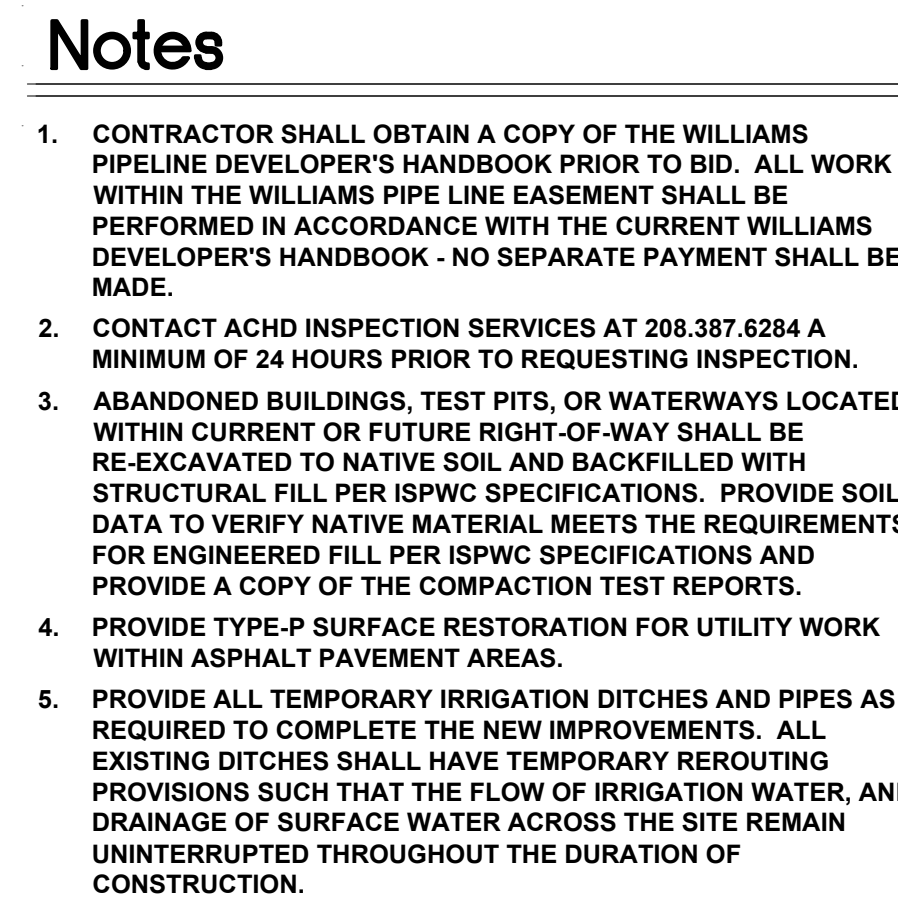 Notes
1. CONTRACTOR SHALL OBTAIN A COPY OF THE WILLIAMS
PIPELINE DEVELOPER'S HANDBOOK PRIOR TO BID. ALL WORK
WITHIN THE WILLIAMS PIPE LINE EASEMENT SHALL BE
PERFORMED IN ACCORDANCE WITH THE CURRENT WILLIAMS
DEVELOPER'S HANDBOOK - NO SEPARATE PAYMENT SHALL BE
MADE.
2. CONTACT ACHD INSPECTION SERVICES AT 208.387.6284 A
MINIMUM OF 24 HOURS PRIOR TO REQUESTING INSPECTION.
3. ABANDONED BUILDINGS, TEST PITS, OR WATERWAYS LOCATED
WITHIN CURRENT OR FUTURE RIGHT-OF-WAY SHALL BE
RE-EXCAVATED TO NATIVE SOIL AND BACKFILLED WITH
STRUCTURAL FILL PER ISPWC SPECIFICATIONS. PROVIDE SOIL
DATA TO VERIFY NATIVE MATERIAL MEETS THE REQUIREMENTS
FOR ENGINEERED FILL PER ISPWC SPECIFICATIONS AND
PROVIDE A COPY OF THE COMPACTION TEST REPORTS.
4. PROVIDE TYPE-P SURFACE RESTORATION FOR UTILITY WORK
WITHIN ASPHALT PAVEMENT AREAS.
5. PROVIDE ALL TEMPORARY IRRIGATION DITCHES AND PIPES AS
REQUIRED TO COMPLETE THE NEW IMPROVEMENTS. ALL
EXISTING DITCHES SHALL HAVE TEMPORARY REROUTING
PROVISIONS SUCH THAT THE FLOW OF IRRIGATION WATER, AND
DRAINAGE OF SURFACE WATER ACROSS THE SITE REMAIN
UNINTERRUPTED THROUGHOUT THE DURATION OF
CONSTRUCTION.